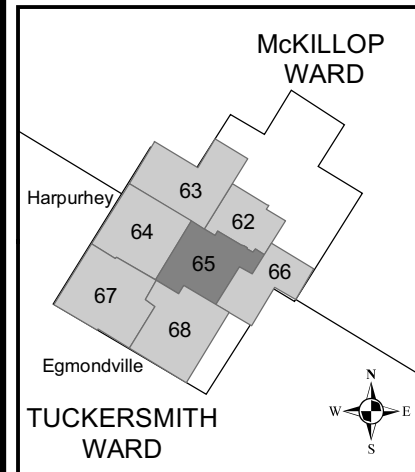 McKILLOP
WARD
Harpurhey
63
62
64
65
66
67
68
Egmondville
TUCKERSMITH
WARD
N
W
E
S